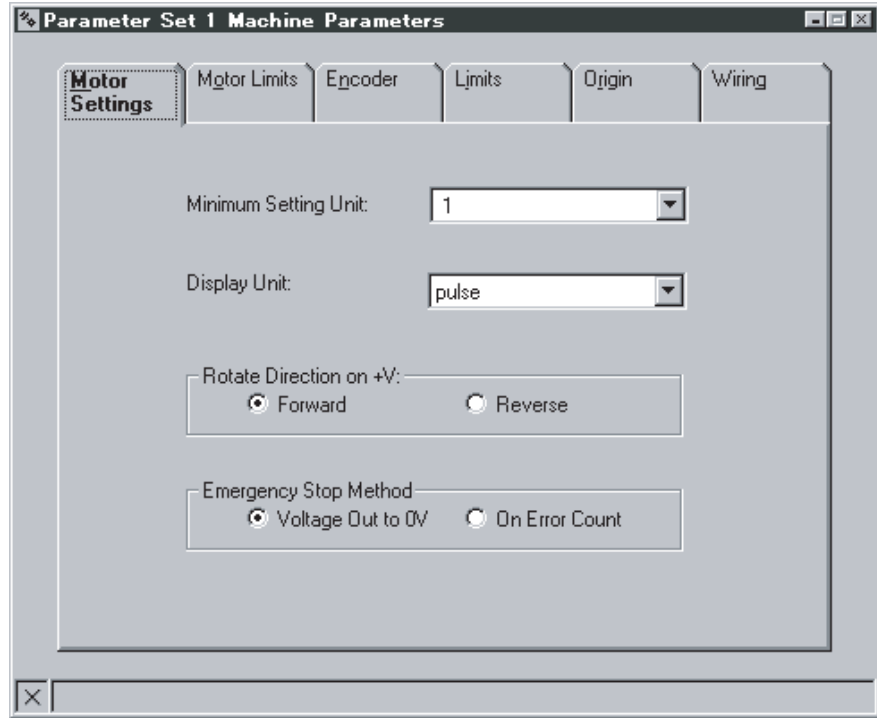 Parameter Set 1 Machine Parameters
Motor Settings
Motor Limits
Encoder
Limits
Origin
Wiring
Minimum Setting Unit:
1
Display Unit:
pulse
Rotate Direction on +V:
Forward
Reverse
Emergency Stop Method
Voltage Out to 0V
On Error Count